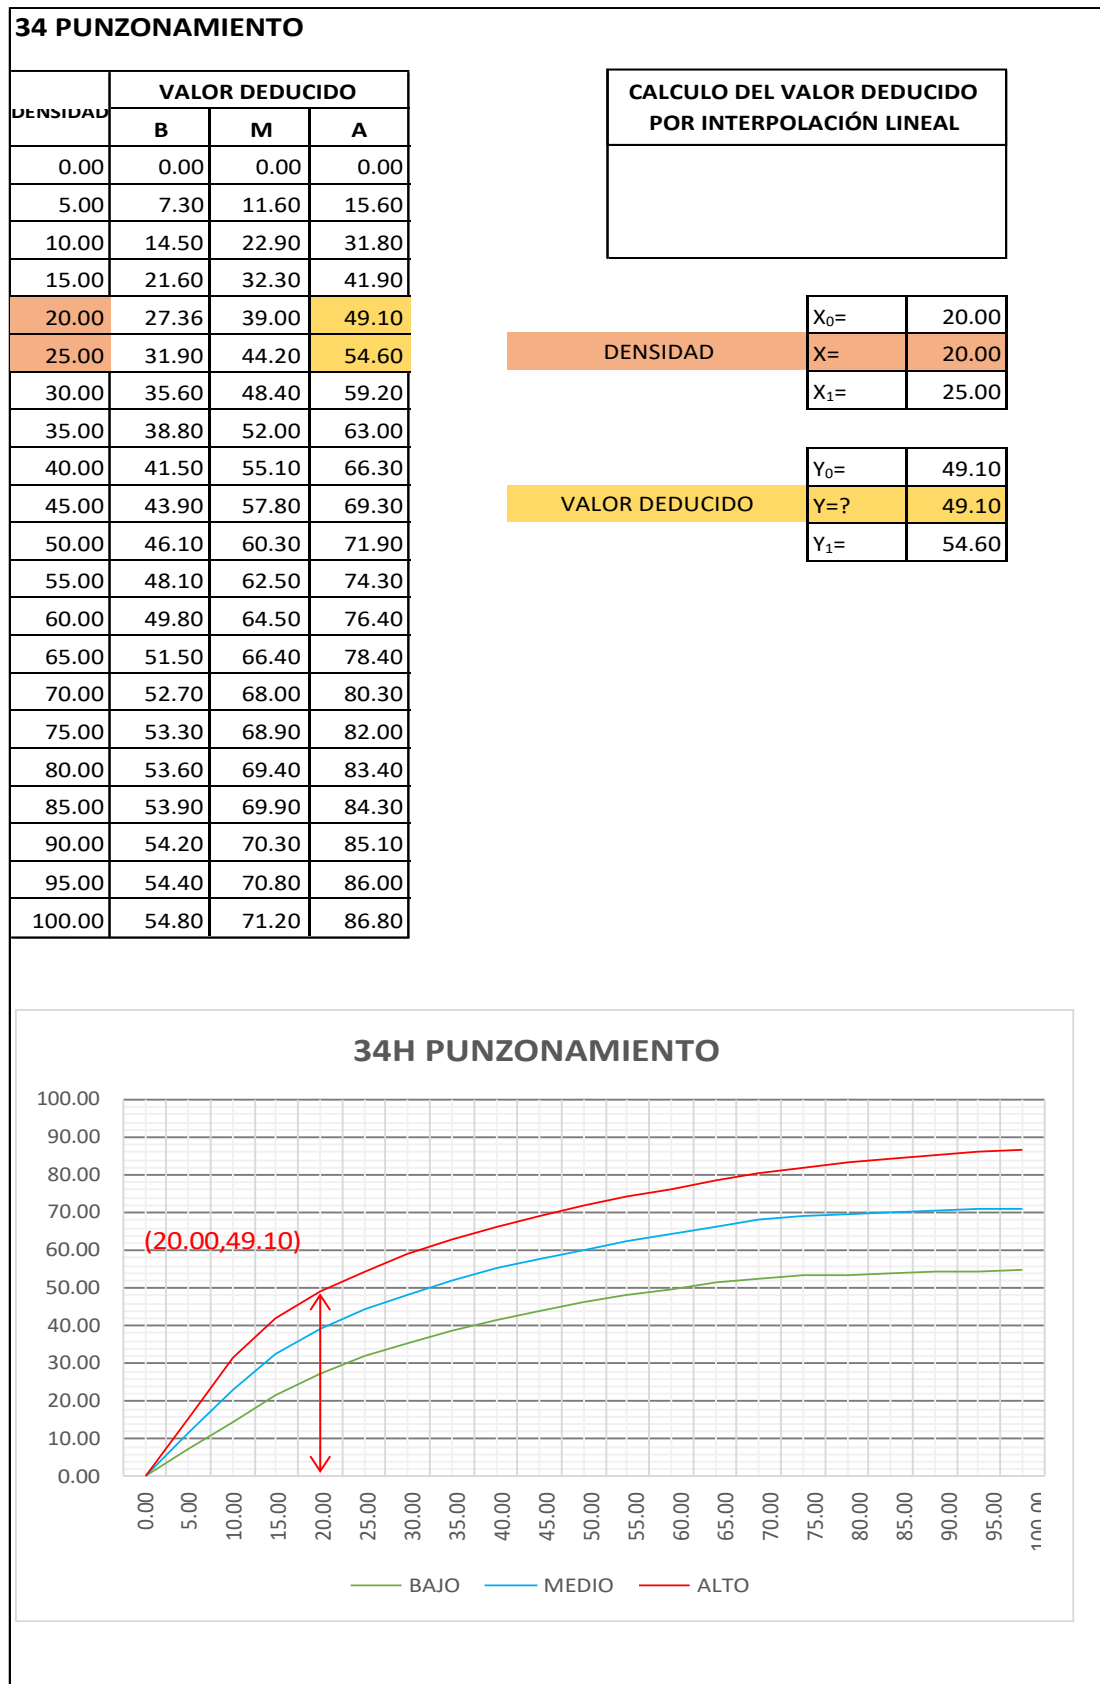 34 PUNZONAMIENTO
DENSIDAD VALOR DEDUCIDO
B M A
0.00 0.00 0.00 0.00
5.00 7.30 11.60 15.60
10.00 14.50 22.90 31.80
15.00 21.60 32.30 41.90
20.00 27.36 39.00 49.10
25.00 31.90 44.20 54.60
30.00 35.60 48.40 59.20
35.00 38.80 52.00 63.00
40.00 41.50 55.10 66.30
45.00 43.90 57.80 69.30
50.00 46.10 60.30 71.90
55.00 48.10 62.50 74.30
60.00 49.80 64.50 76.40
65.00 51.50 66.40 78.40
70.00 52.70 68.00 80.30
75.00 53.30 68.90 82.00
80.00 53.60 69.40 83.40
85.00 53.90 69.90 84.30
90.00 54.20 70.30 85.10
95.00 54.40 70.80 86.00
100.00 54.80 71.20 86.80
CALCULO DEL VALOR DEDUCIDO
POR INTERPOLACIÓN LINEAL
X₀= 20.00
DENSIDAD X= 20.00
X₁= 25.00
Y₀= 49.10
VALOR DEDUCIDO Y=? 49.10
Y₁= 54.60
34H PUNZONAMIENTO
100.00
90.00
80.00
70.00
60.00
50.00
40.00
30.00
20.00
10.00
0.00
(20.00,49.10)
0.00 5.00 10.00 15.00 20.00 25.00 30.00 35.00 40.00 45.00 50.00 55.00 60.00 65.00 70.00 75.00 80.00 85.00 90.00 95.00 100.00
BAJO MEDIO ALTO